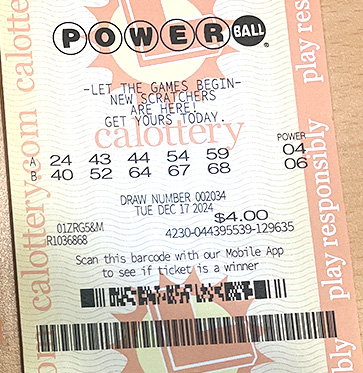 POWERBALL
-LET THE GAMES BEGIN-
NEW SCRATCHERS
ARE HERE!
GET YOURS TODAY.
calottery
POWER
A 24 43 44 54 59 04
B 40 52 64 67 68 06
DRAW NUMBER 002034
TUE DEC 17 2024
$4.00
01ZRG5&M
R1036868
4230-044395539-129635
Scan this barcode with our Mobile App
to see if ticket is a winner
calottery.com
calotte
play responsibly
play res